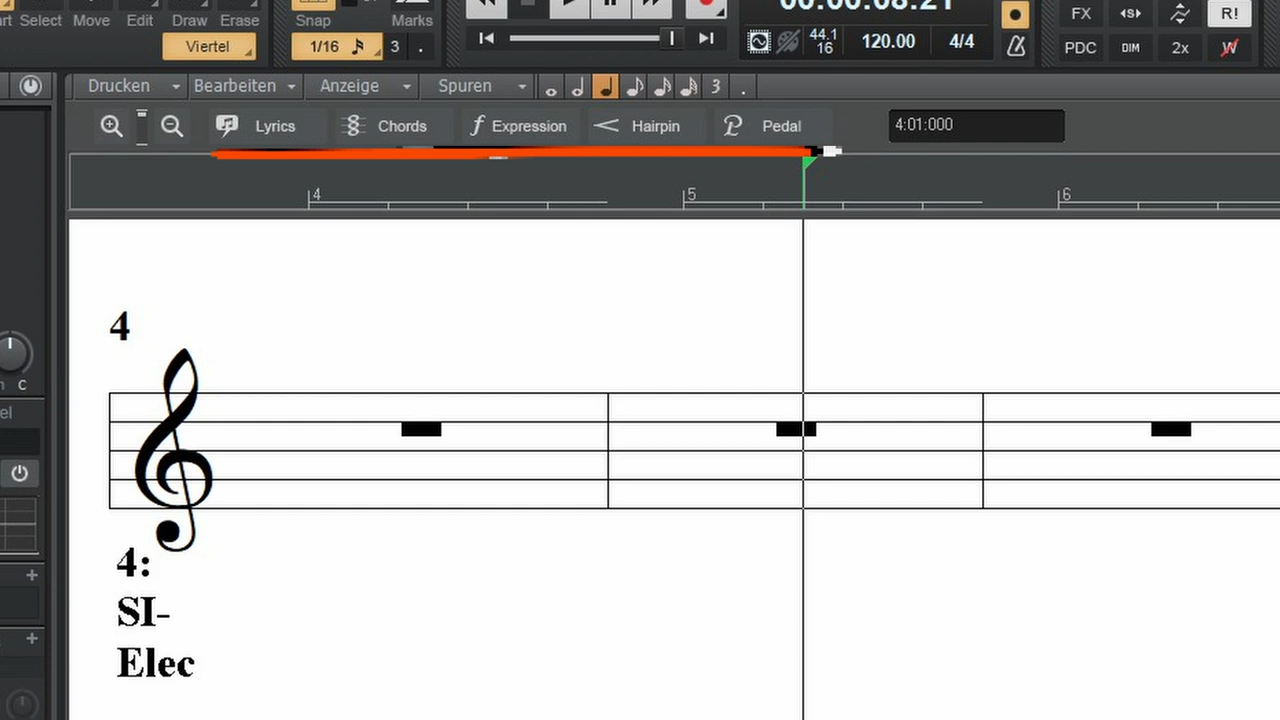 Select Move Edit Draw Erase Snap Marks
Viertel 1/16 3 .
00:00:08:21
44.1
16
120.00 4/4
FX R!
PDC DIM 2x W
Drucken Bearbeiten Anzeige Spuren 3 .
Lyrics Chords Expression Hairpin Pedal 4:01:000
4 5 6
4
C
4:
SI-
Elec